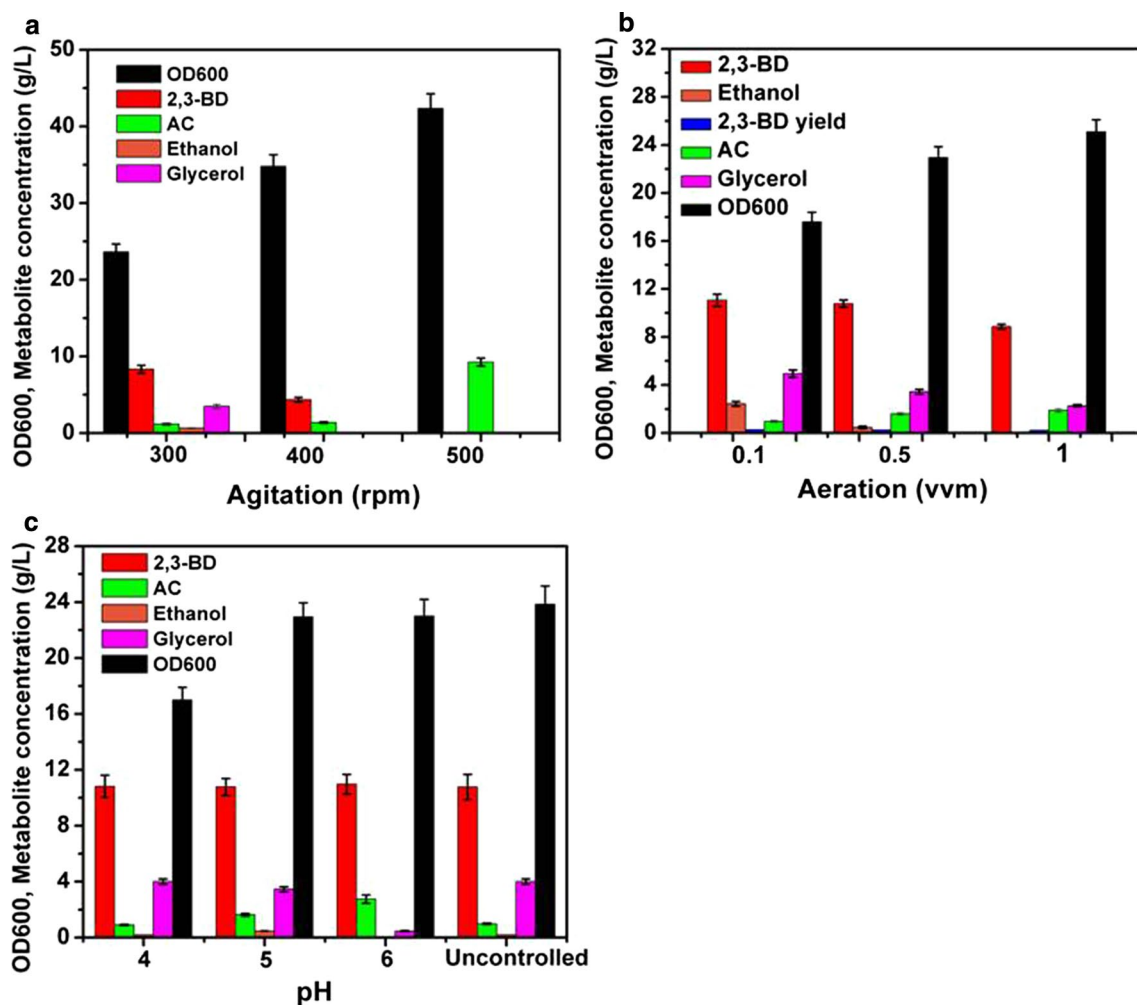 a
OD600, Metabolite concentration (g/L)
50
40
30
20
10
0
OD600
2,3-BD
AC
Ethanol
Glycerol
300 400 500
Agitation (rpm)
b
OD600, Metabolite concentration (g/L)
32
28
24
20
16
12
8
4
0
2,3-BD
Ethanol
2,3-BD yield
AC
Glycerol
OD600
0.1 0.5 1
Aeration (vvm)
c
OD600, Metabolite concentration (g/L)
28
24
20
16
12
8
4
0
2,3-BD
AC
Ethanol
Glycerol
OD600
4 5 6 Uncontrolled
pH